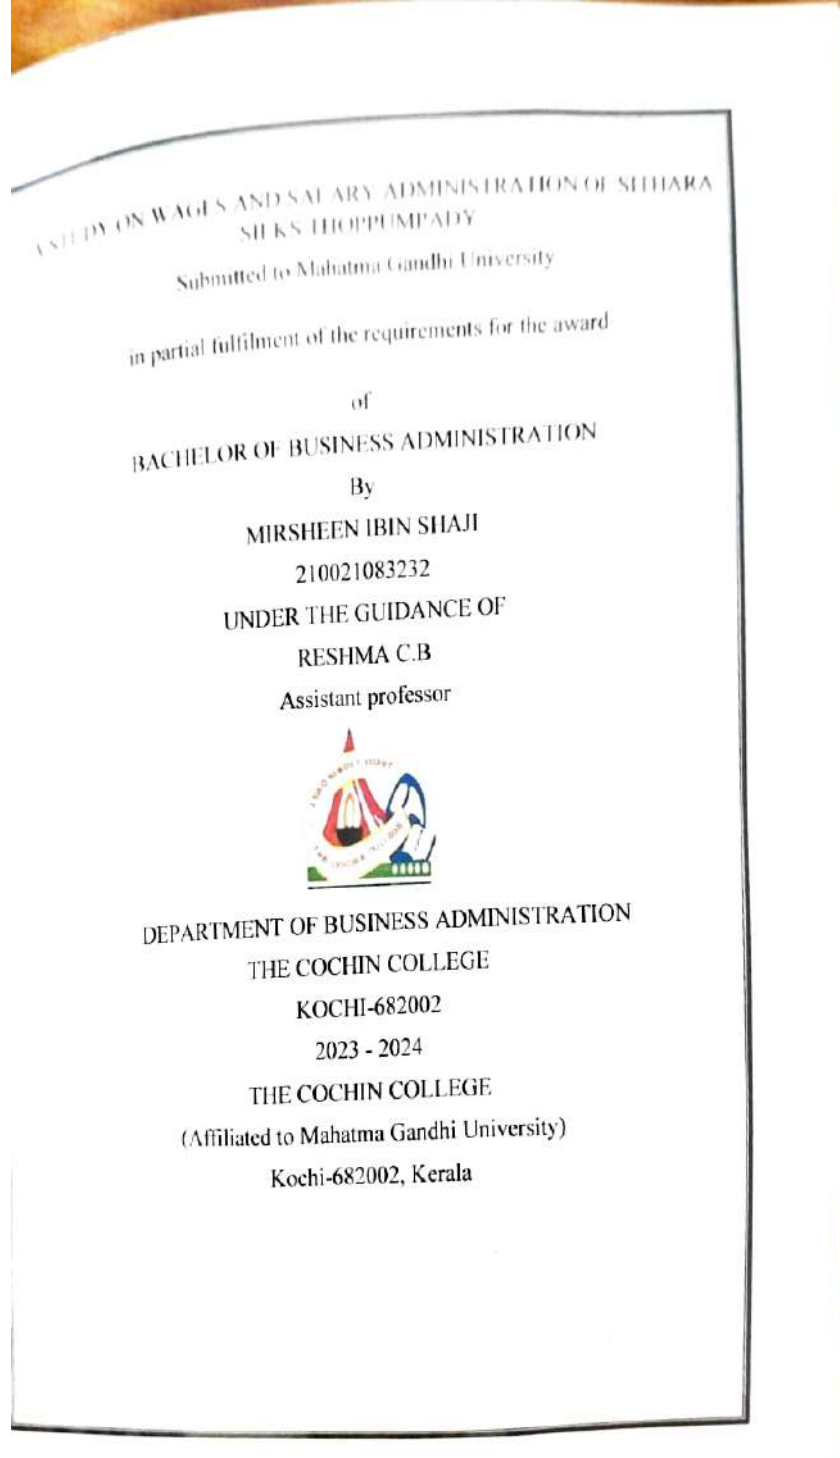 A STUDY ON WAGES AND SALARY ADMINISTRATION OF SITHARA
SILKS THOPPUMPADY
Submitted to Mahatma Gandhi University
in partial fulfilment of the requirements for the award
of
BACHELOR OF BUSINESS ADMINISTRATION
By
MIRSHEEN IBIN SHAJI
210021083232
UNDER THE GUIDANCE OF
RESHMA C.B
Assistant professor
THE COCHIN COLLEGE
DEPARTMENT OF BUSINESS ADMINISTRATION
THE COCHIN COLLEGE
KOCHI-682002
2023 - 2024
THE COCHIN COLLEGE
(Affiliated to Mahatma Gandhi University)
Kochi-682002, Kerala